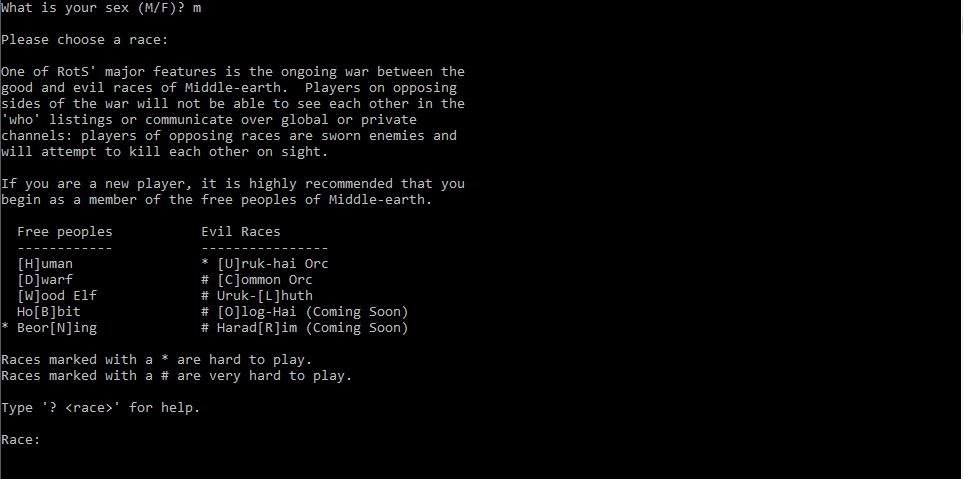 What is your sex (M/F)? m
Please choose a race:
One of RotS' major features is the ongoing war between the
good and evil races of Middle-earth.  Players on opposing
sides of the war will not be able to see each other in the
'who' listings or communicate over global or private
channels: players of opposing races are sworn enemies and
will attempt to kill each other on sight.
If you are a new player, it is highly recommended that you
begin as a member of the free peoples of Middle-earth.
  Free peoples           Evil Races
  ------------           ----------------
  [H]uman                * [U]ruk-hai Orc
  [D]warf                # [C]ommon Orc
  [W]ood Elf             # Uruk-[L]huth
  Ho[B]bit               # [O]log-Hai (Coming Soon)
* Beor[N]ing             # Harad[R]im (Coming Soon)
Races marked with a * are hard to play.
Races marked with a # are very hard to play.
Type '? <race>' for help.
Race: